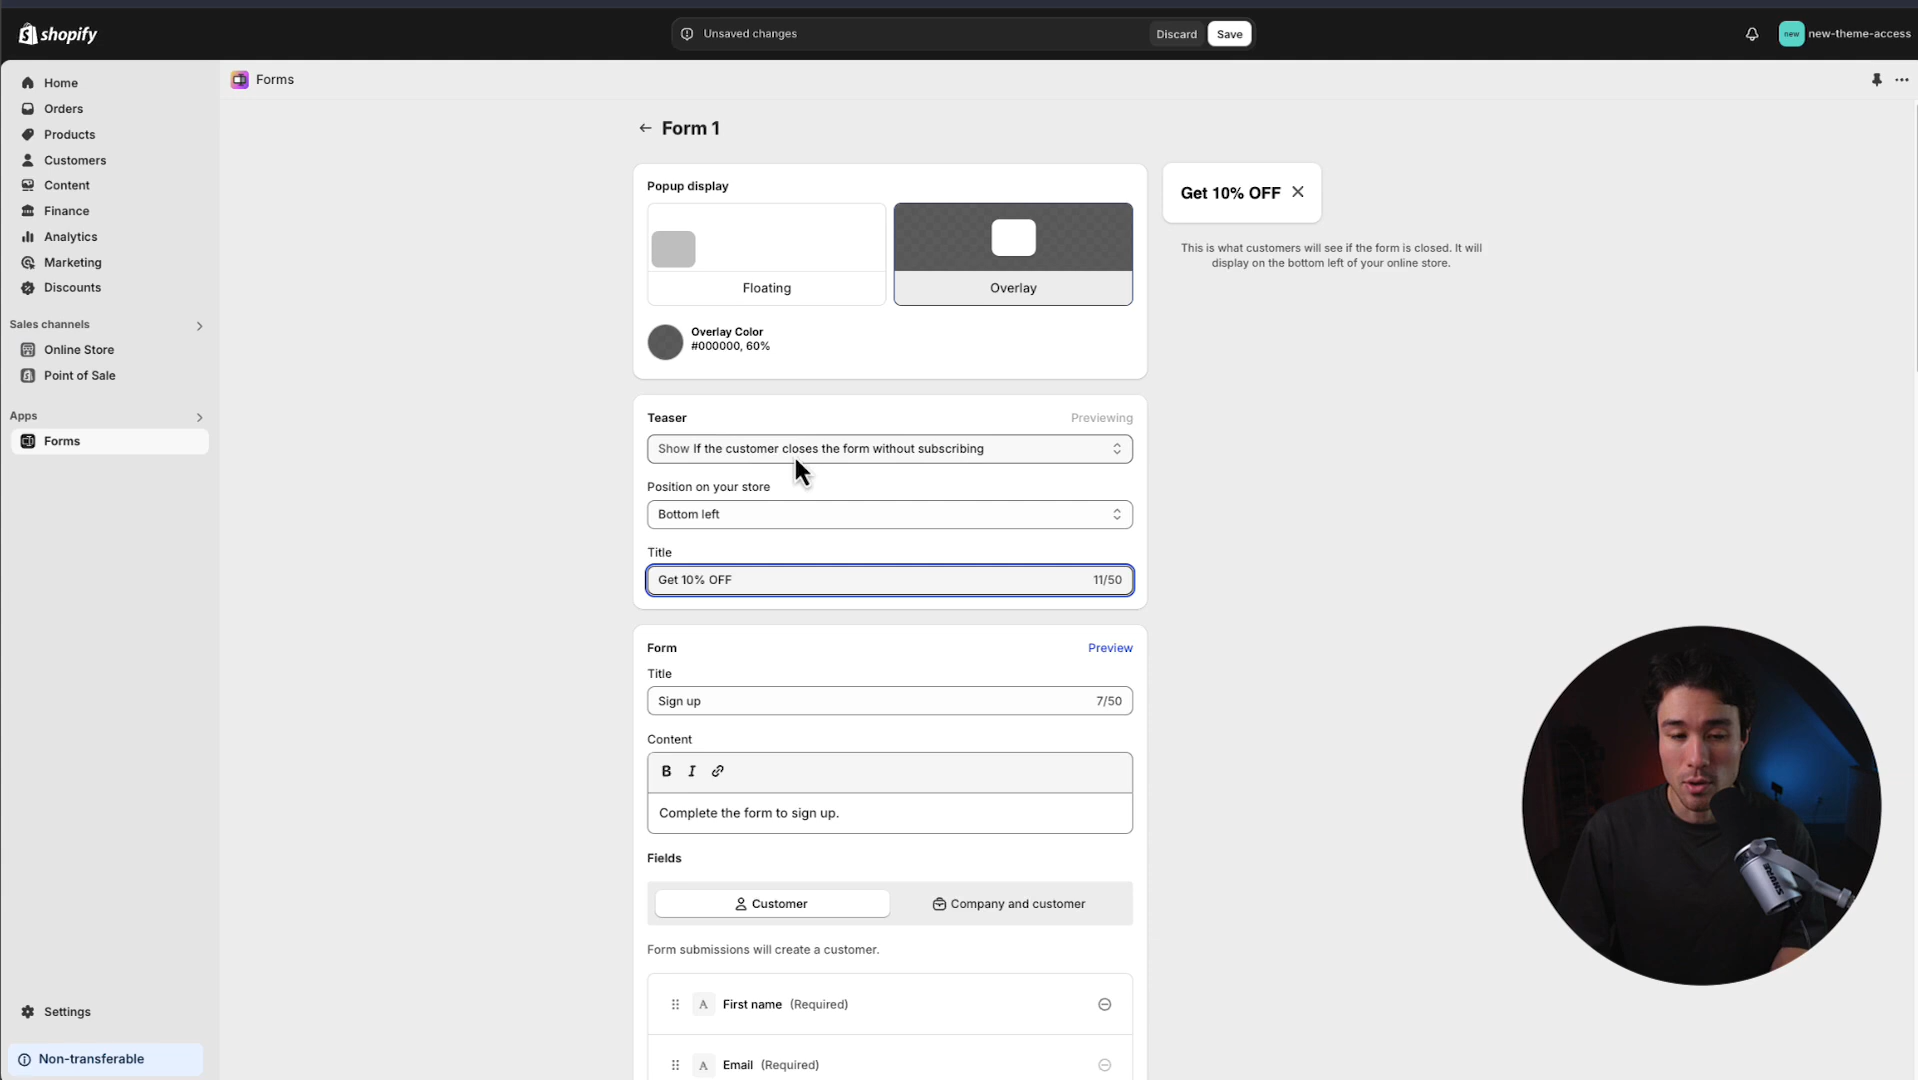 shopify
Unsaved changes
Discard
Save
new
new-theme-access
Home
Orders
Products
Customers
Content
Finance
Analytics
Marketing
Discounts
Sales channels
Online Store
Point of Sale
Apps
Forms
Settings
Non-transferable
Forms
Form 1
Popup display
Floating
Overlay
Overlay Color
#000000, 60%
Teaser
Previewing
Show If the customer closes the form without subscribing
Position on your store
Bottom left
Title
Get 10% OFF
11/50
Form
Preview
Title
Sign up
7/50
Content
B I
Complete the form to sign up.
Fields
Customer
Company and customer
Form submissions will create a customer.
A First name (Required)
A Email (Required)
Get 10% OFF
This is what customers will see if the form is closed. It will
display on the bottom left of your online store.
SHURE